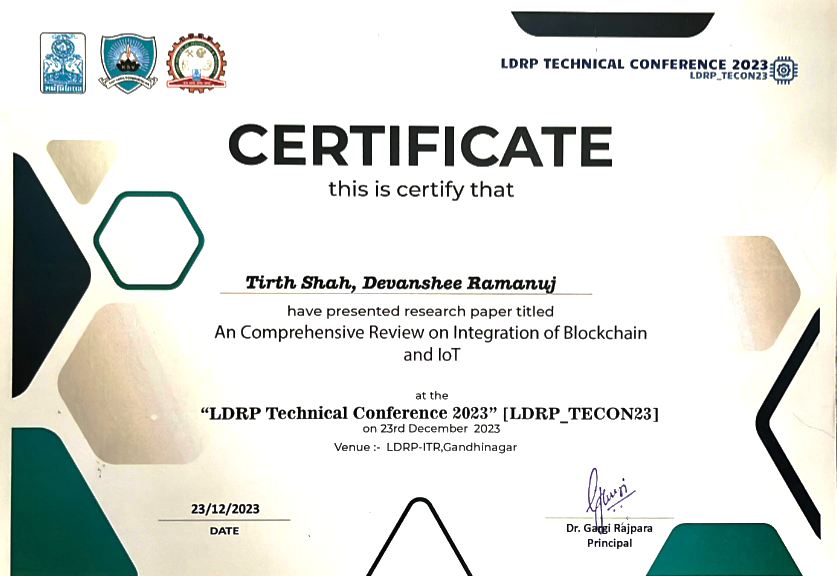 LDRP TECHNICAL CONFERENCE 2023
LDRP_TECON23
CERTIFICATE
this is certify that
Tirth Shah, Devanshee Ramanuj
have presented research paper titled
An Comprehensive Review on Integration of Blockchain
and IoT
at the
“LDRP Technical Conference 2023” [LDRP_TECON23]
on 23rd December 2023
Venue :- LDRP-ITR,Gandhinagar
23/12/2023
DATE
Dr. Gargi Rajpara
Principal